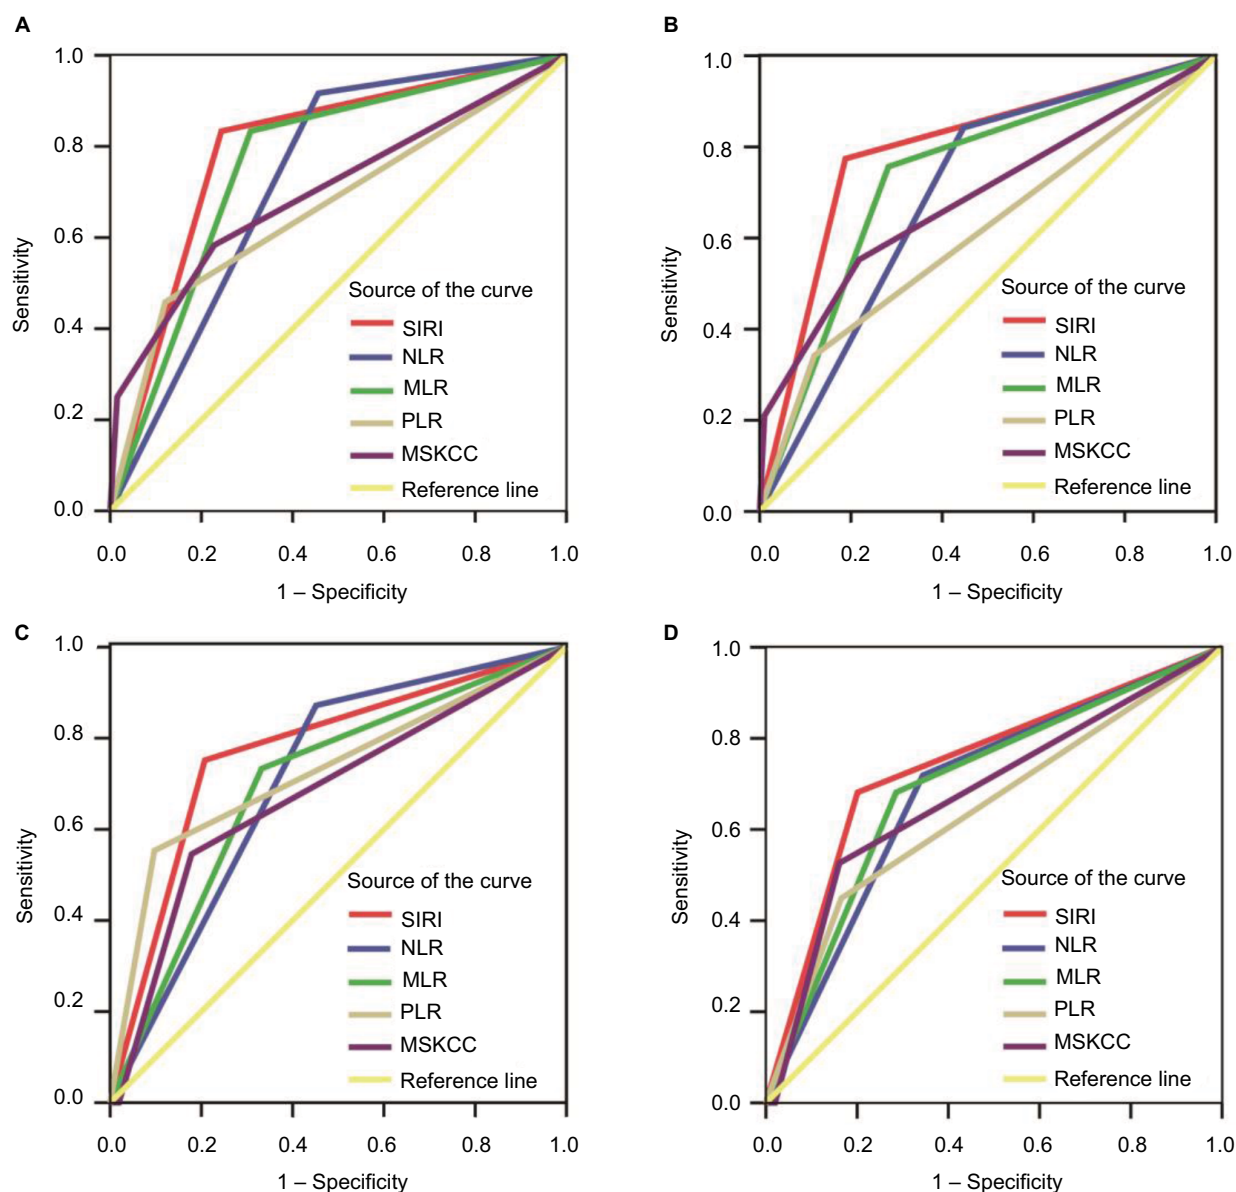 A
1.0
0.8
0.6
0.4
0.2
0.0
Sensitivity
Source of the curve
SIRI
NLR
MLR
PLR
MSKCC
Reference line
0.0 0.2 0.4 0.6 0.8 1.0
1 – Specificity
B
1.0
0.8
0.6
0.4
0.2
0.0
Sensitivity
Source of the curve
SIRI
NLR
MLR
PLR
MSKCC
Reference line
0.0 0.2 0.4 0.6 0.8 1.0
1 – Specificity
C
1.0
0.8
0.6
0.4
0.2
0.0
Sensitivity
Source of the curve
SIRI
NLR
MLR
PLR
MSKCC
Reference line
0.0 0.2 0.4 0.6 0.8 1.0
1 – Specificity
D
1.0
0.8
0.6
0.4
0.2
0.0
Sensitivity
Source of the curve
SIRI
NLR
MLR
PLR
MSKCC
Reference line
0.0 0.2 0.4 0.6 0.8 1.0
1 – Specificity